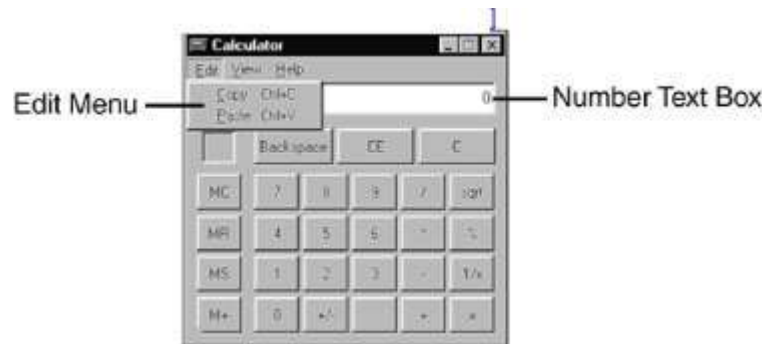 Calculator
Edit View Help
Edit Menu
Copy Ctrl+C
0
Number Text Box
Paste Ctrl+V
Backspace CE C
MC 7 8 9 / sqrt
MR 4 5 6 * %
MS 1 2 3 - 1/x
M+ 0 +/- + =